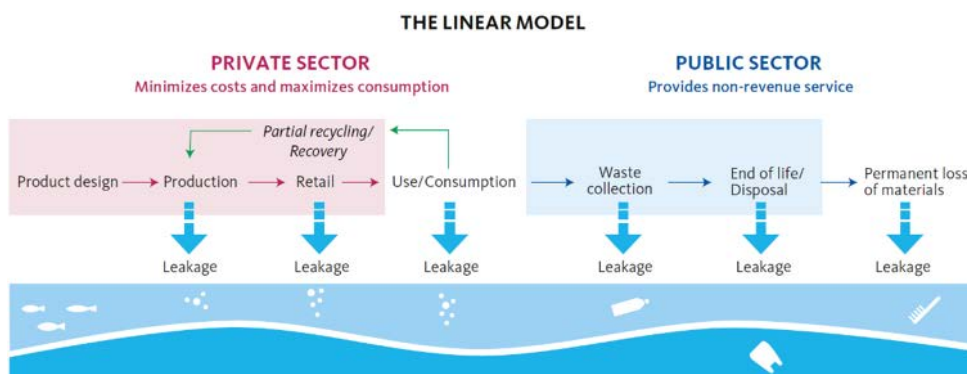 THE LINEAR MODEL
PRIVATE SECTOR
Minimizes costs and maximizes consumption
PUBLIC SECTOR
Provides non-revenue service
Partial recycling/
Recovery
Product design
Production
Retail
Use/Consumption
Waste
collection
End of life/
Disposal
Permanent loss
of materials
Leakage
Leakage
Leakage
Leakage
Leakage
Leakage